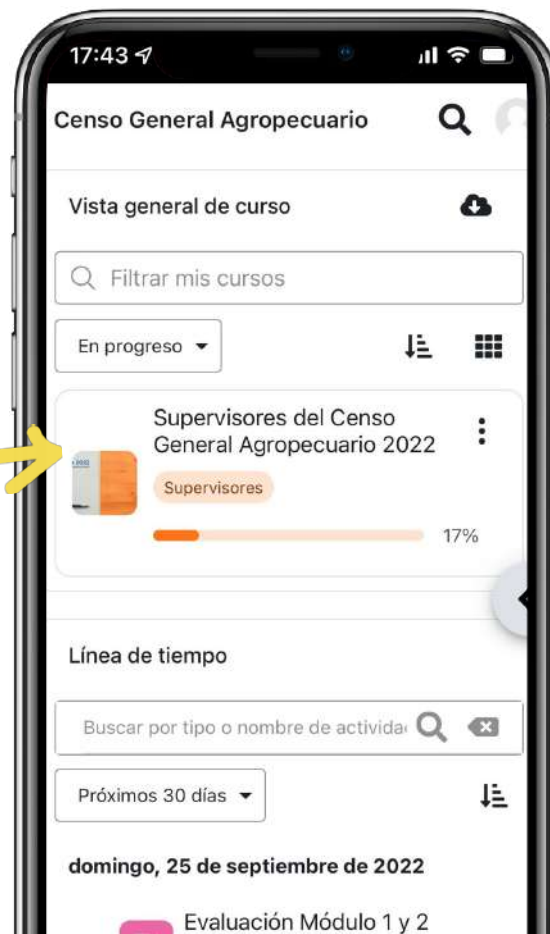 17:43
Censo General Agropecuario
Vista general de curso
Filtrar mis cursos
En progreso
Supervisores del Censo
General Agropecuario 2022
Supervisores
17%
Línea de tiempo
Buscar por tipo o nombre de activida
Próximos 30 días
domingo, 25 de septiembre de 2022
Evaluación Módulo 1 y 2